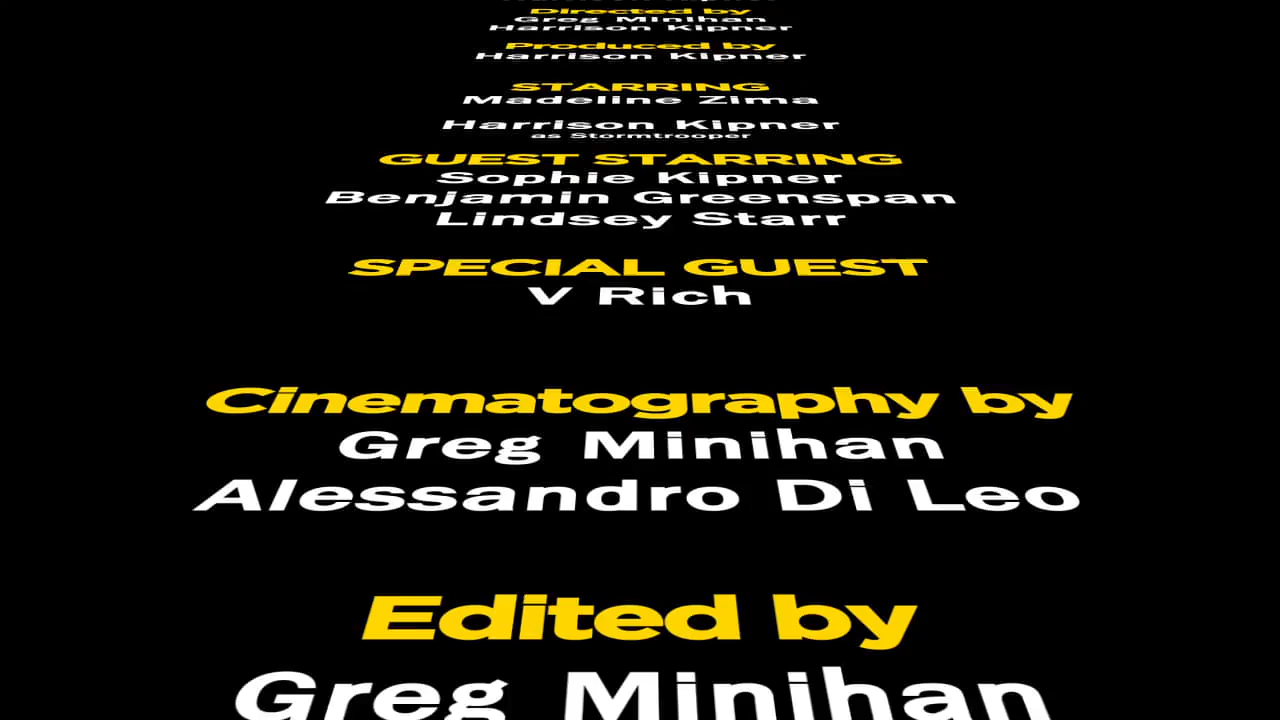 Directed by
Greg Minihan
Harrison Kipner
Produced by
Harrison Kipner
STARRING
Madeline Zima
Harrison Kipner
as Stormtrooper
GUEST STARRING
Sophie Kipner
Benjamin Greenspan
Lindsey Starr
SPECIAL GUEST
V Rich
Cinematography by
Greg Minihan
Alessandro Di Leo
Edited by
Greg Minihan